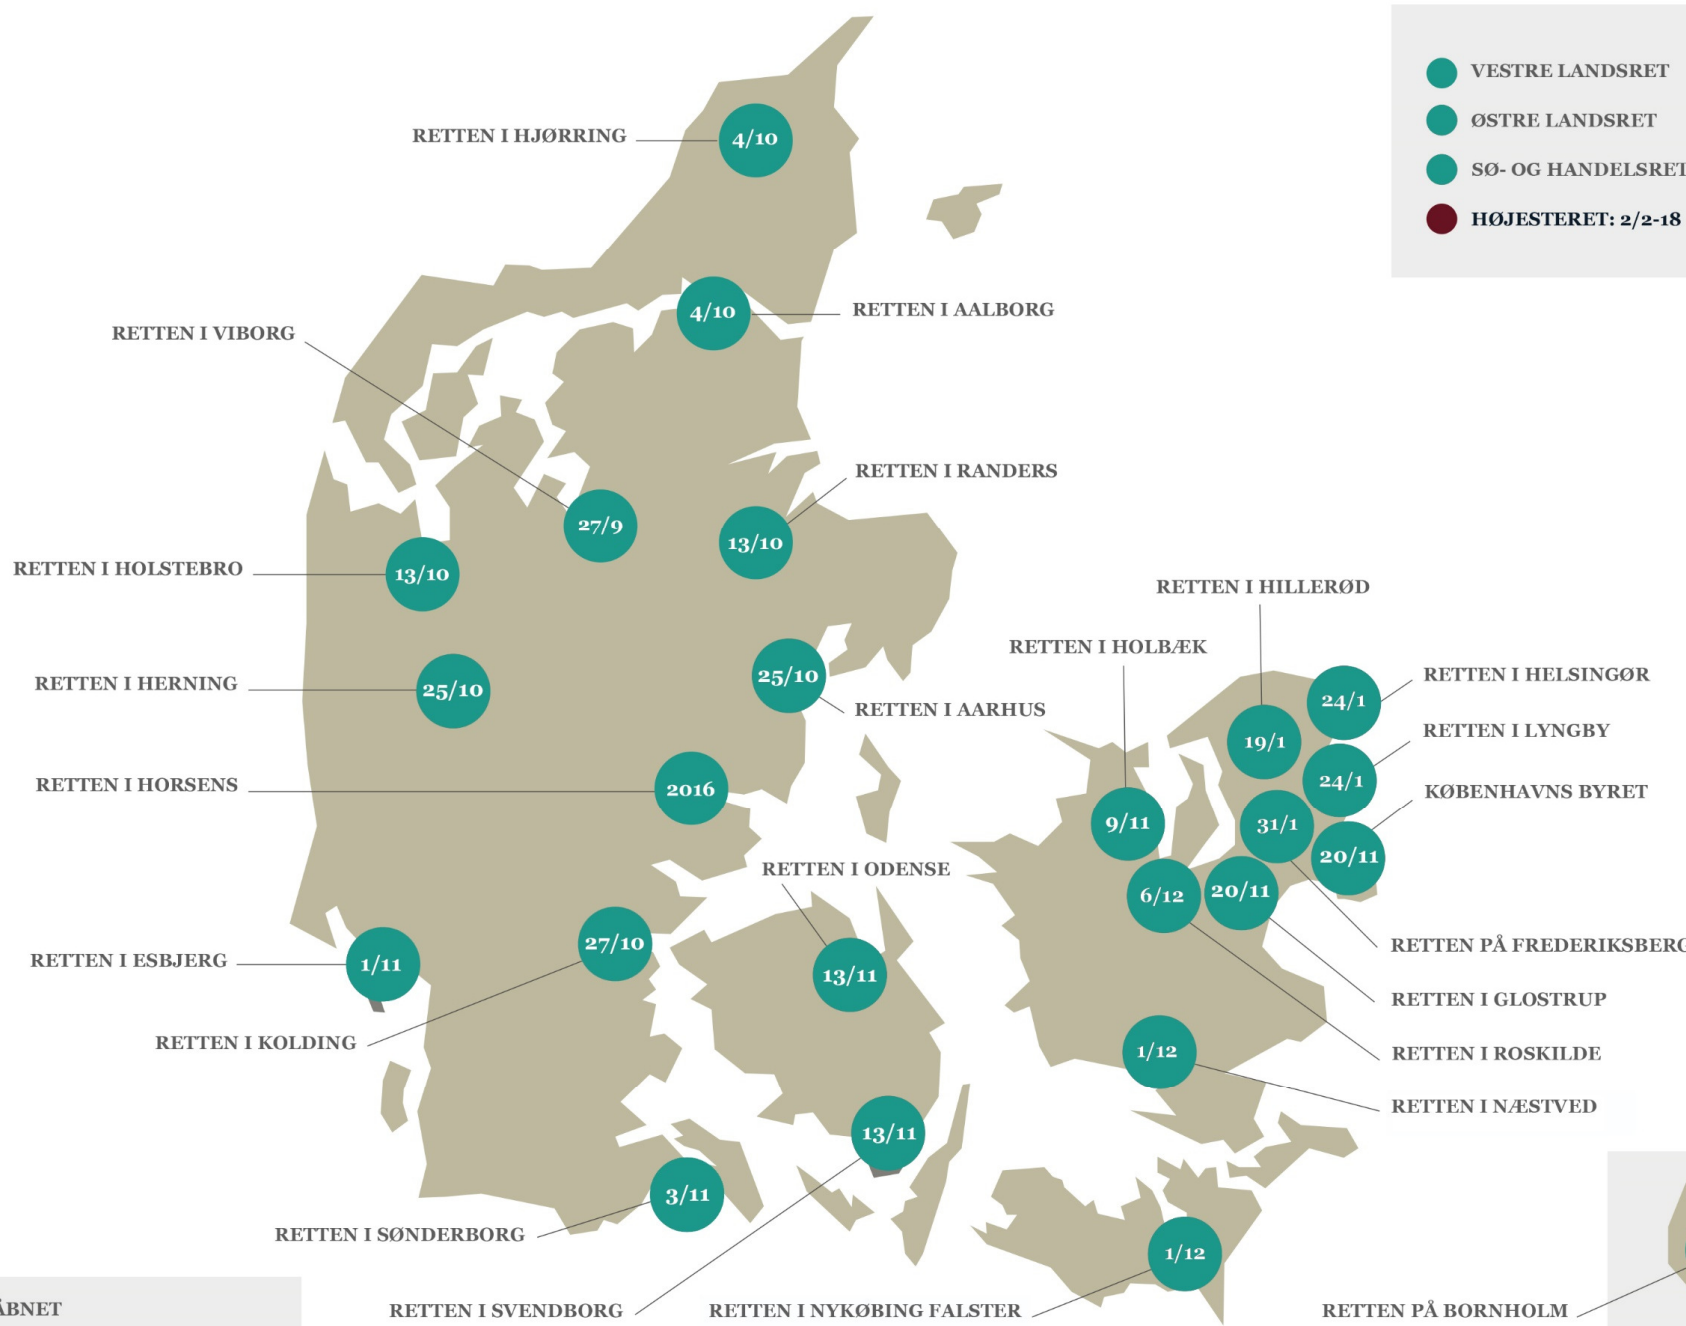 VESTRE LANDSRET
ØSTRE LANDSRET
SØ- OG HANDELSRET
HØJESTERET: 2/2-18
RETTEN I HJØRRING
4/10
4/10
RETTEN I AALBORG
RETTEN I VIBORG
RETTEN I RANDERS
27/9
13/10
RETTEN I HOLSTEBRO
13/10
RETTEN I HILLERØD
RETTEN I HOLBÆK
RETTEN I HERNING
25/10
25/10
RETTEN I AARHUS
RETTEN I HELSINGØR
24/1
19/1
RETTEN I LYNGBY
24/1
RETTEN I HORSENS
2016
KØBENHAVNS BYRET
9/11
31/1
20/11
RETTEN I ODENSE
6/12
20/11
RETTEN I ESBJERG
1/11
27/10
13/11
RETTEN PÅ FREDERIKSBERG
RETTEN I GLOSTRUP
RETTEN I KOLDING
1/12
RETTEN I ROSKILDE
RETTEN I NÆSTVED
13/11
3/11
RETTEN I SØNDERBORG
1/12
ÅBNET
RETTEN I SVENDBORG
RETTEN I NYKØBING FALSTER
RETTEN PÅ BORNHOLM